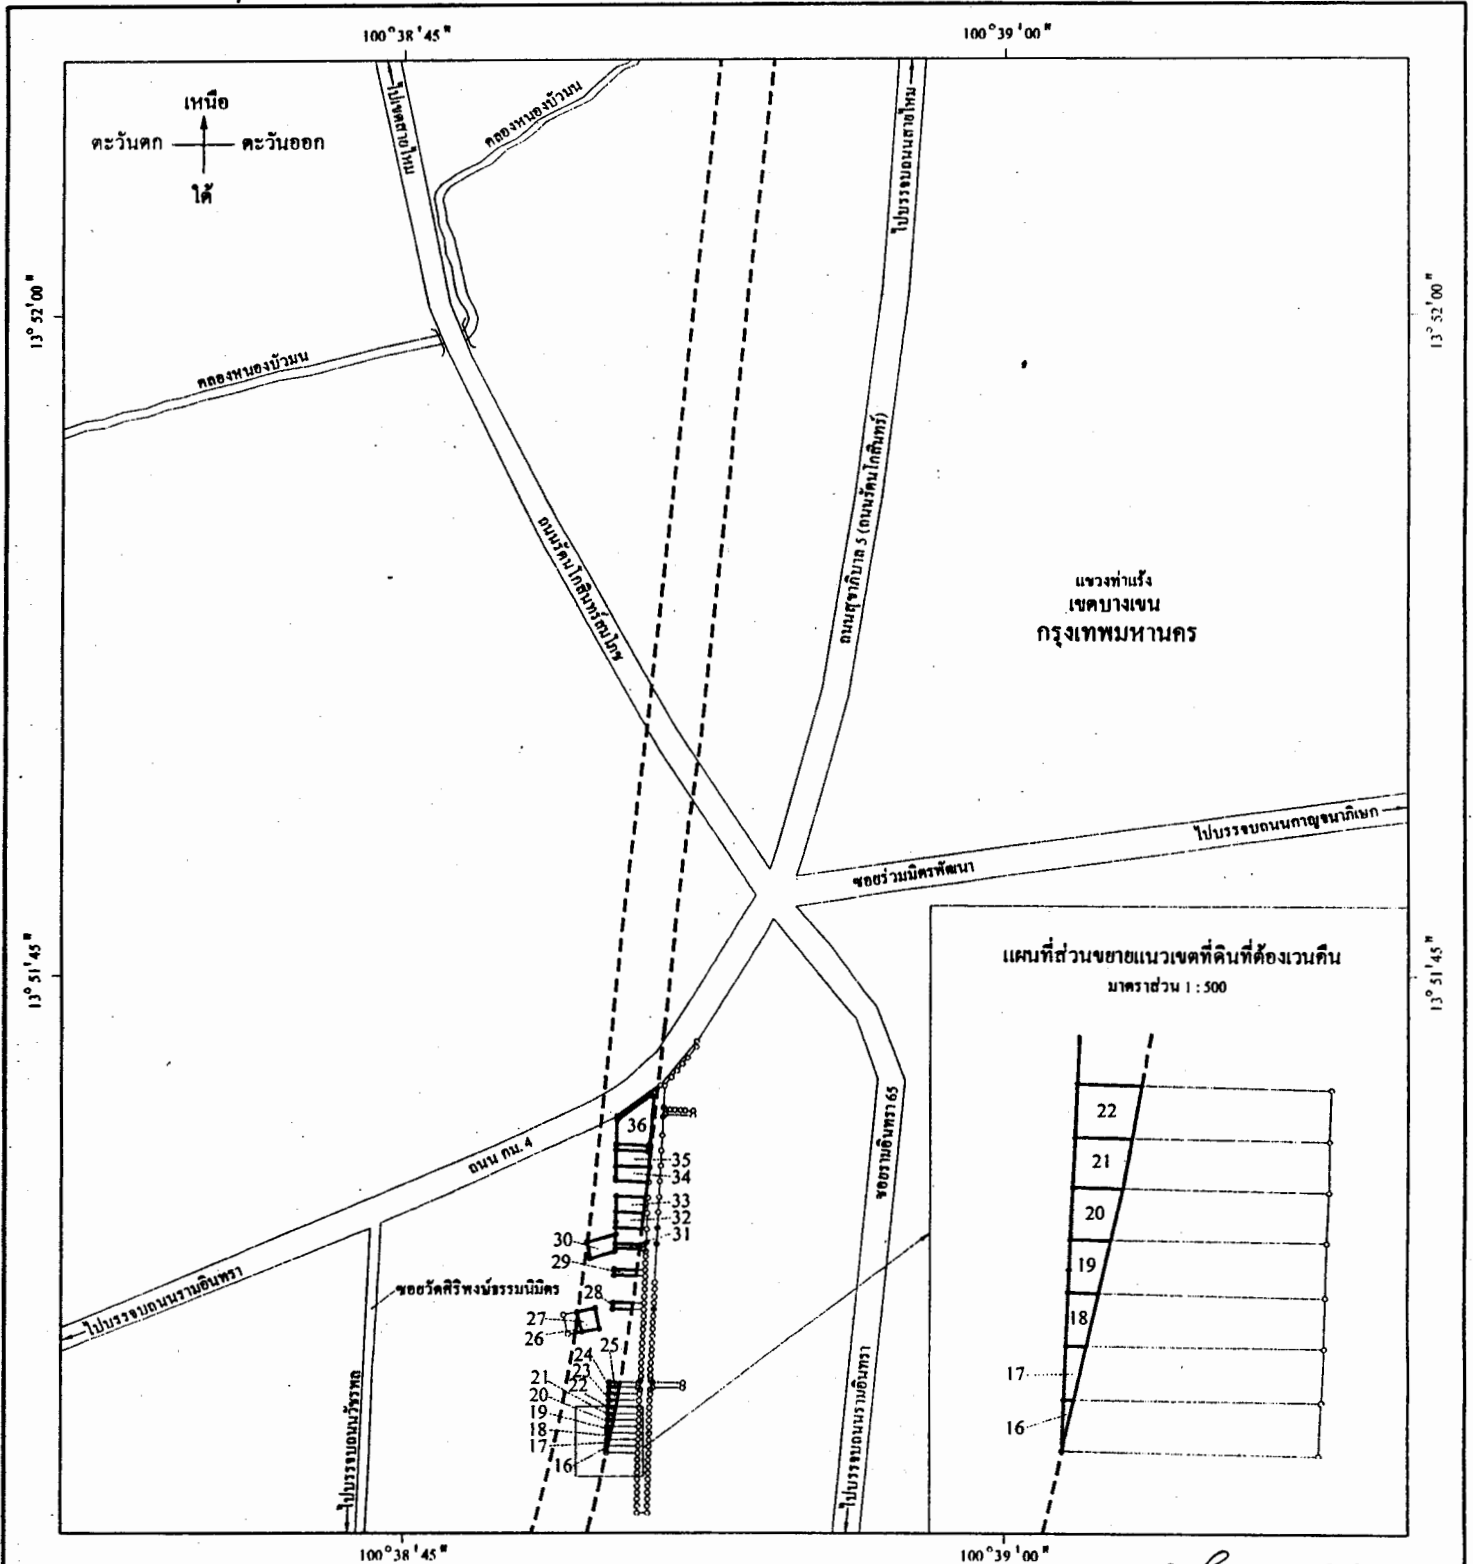 100°38'45"
100°39'00"
เหนือ
ตะวันตก
ตะวันออก
ใต้
ไปเขตสายไหม
คลองหนองบัวมน
ไปบรรจบถนนสายไหม
13°52'00"
13°52'00"
คลองหนองบัวมน
ถนนรัตนโกสินทร์สมโภช
ถนนสุขาภิบาล 5 (ถนนรัตนโกสินทร์)
แขวงท่าแร้ง
เขตบางเขน
กรุงเทพมหานคร
ไปบรรจบถนนกาญจนาภิเษก
ซอยร่วมมิตรพัฒนา
13°51'45"
13°51'45"
แผนที่ส่วนขยายแนวเขตที่ดินที่ต้องเวนคืน
มาตราส่วน 1 : 500
22
21
20
19
18
17
16
ถนน กม. 4
ซอยรามอินทรา 65
36
35
34
33
32
31
30
29
28
27
26
25
24
23
22
21
20
19
18
17
16
ซอยวัดศิริพงษ์ธรรมนิมิตร
ไปบรรจบถนนรามอินทรา
ไปบรรจบถนนวัชรพล
ไปบรรจบถนนรามอินทรา
100°38'45"
100°39'00"